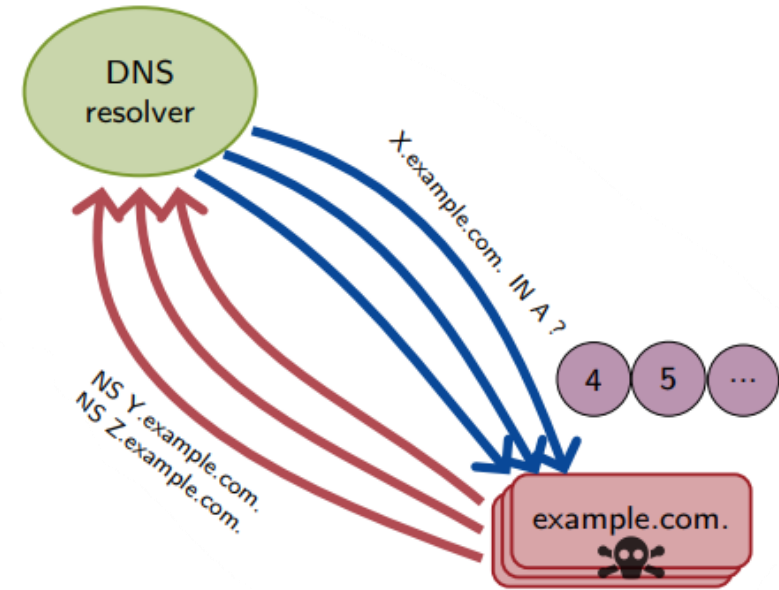 DNS
resolver
X.example.com. IN A ?
4 5 ...
NS Y.example.com.
NS Z.example.com.
example.com.